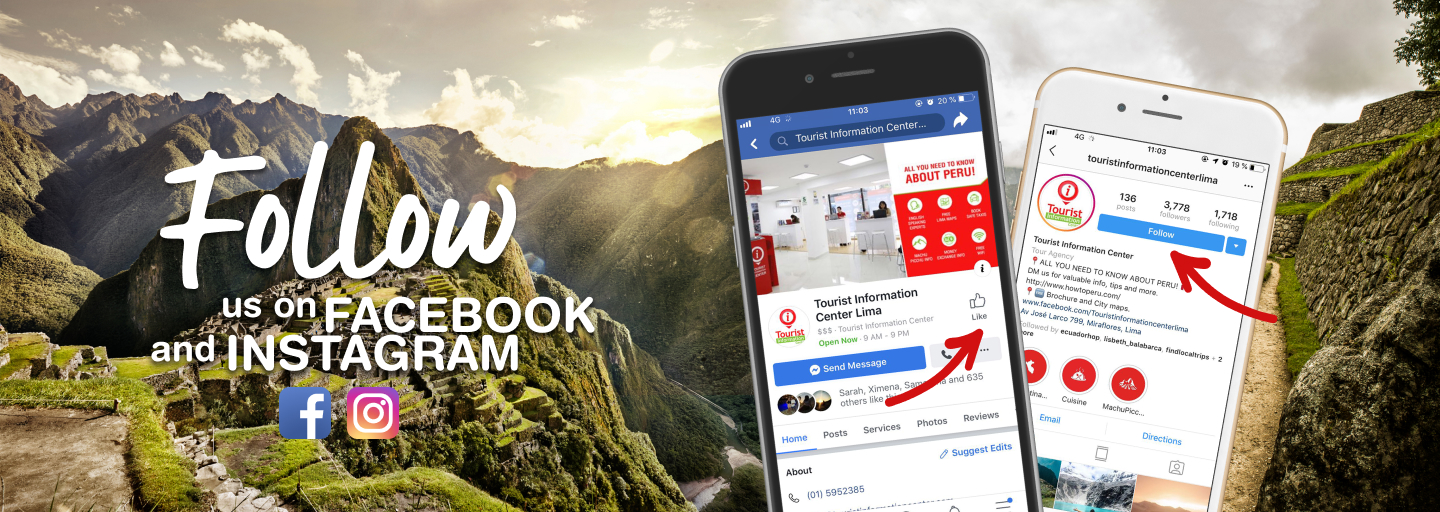 Follow
us on FACEBOOK
and INSTAGRAM
4G
11:03
20 %
Tourist Information Center...
ALL YOU NEED TO KNOW
ABOUT PERU!
ENGLISH
SPEAKING
EXPERTS
FREE
LIMA MAPS
BOOK
SAFE TAXIS
MACHU
PICCHU INFO
MONEY
EXCHANGE INFO
FREE
WIFI
Tourist
Tourist Information
Center Lima
$$$ · Tourist Information Center
Open Now · 9 AM - 9 PM
Like
Send Message
Sarah, Ximena, and 635
others like
Home
Posts
Services
Photos
Reviews
About
Suggest Edits
(01) 5952385
4G
11:03
19 %
touristinformationcenterlima
Tourist
Information
136
posts
3,778
followers
1,718
following
Follow
Tourist Information Center
Tour Agency
ALL YOU NEED TO KNOW ABOUT PERU!
DM us for valuable info, tips and more.
http://www.howtoperu.com/
Brochure and City maps.
www.facebook.com/Touristinformationcenterlima
Av José Larco 799, Miraflores, Lima
Followed by ecuadorhop, lisbeth_balabarca, findlocaltrips + 2
more
Cuisine
MachuPicc...
Email
Directions